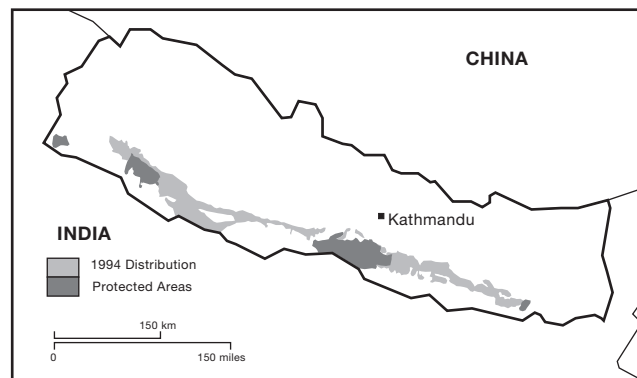 CHINA
Kathmandu
INDIA
1994 Distribution
Protected Areas
150 km
0
150 miles